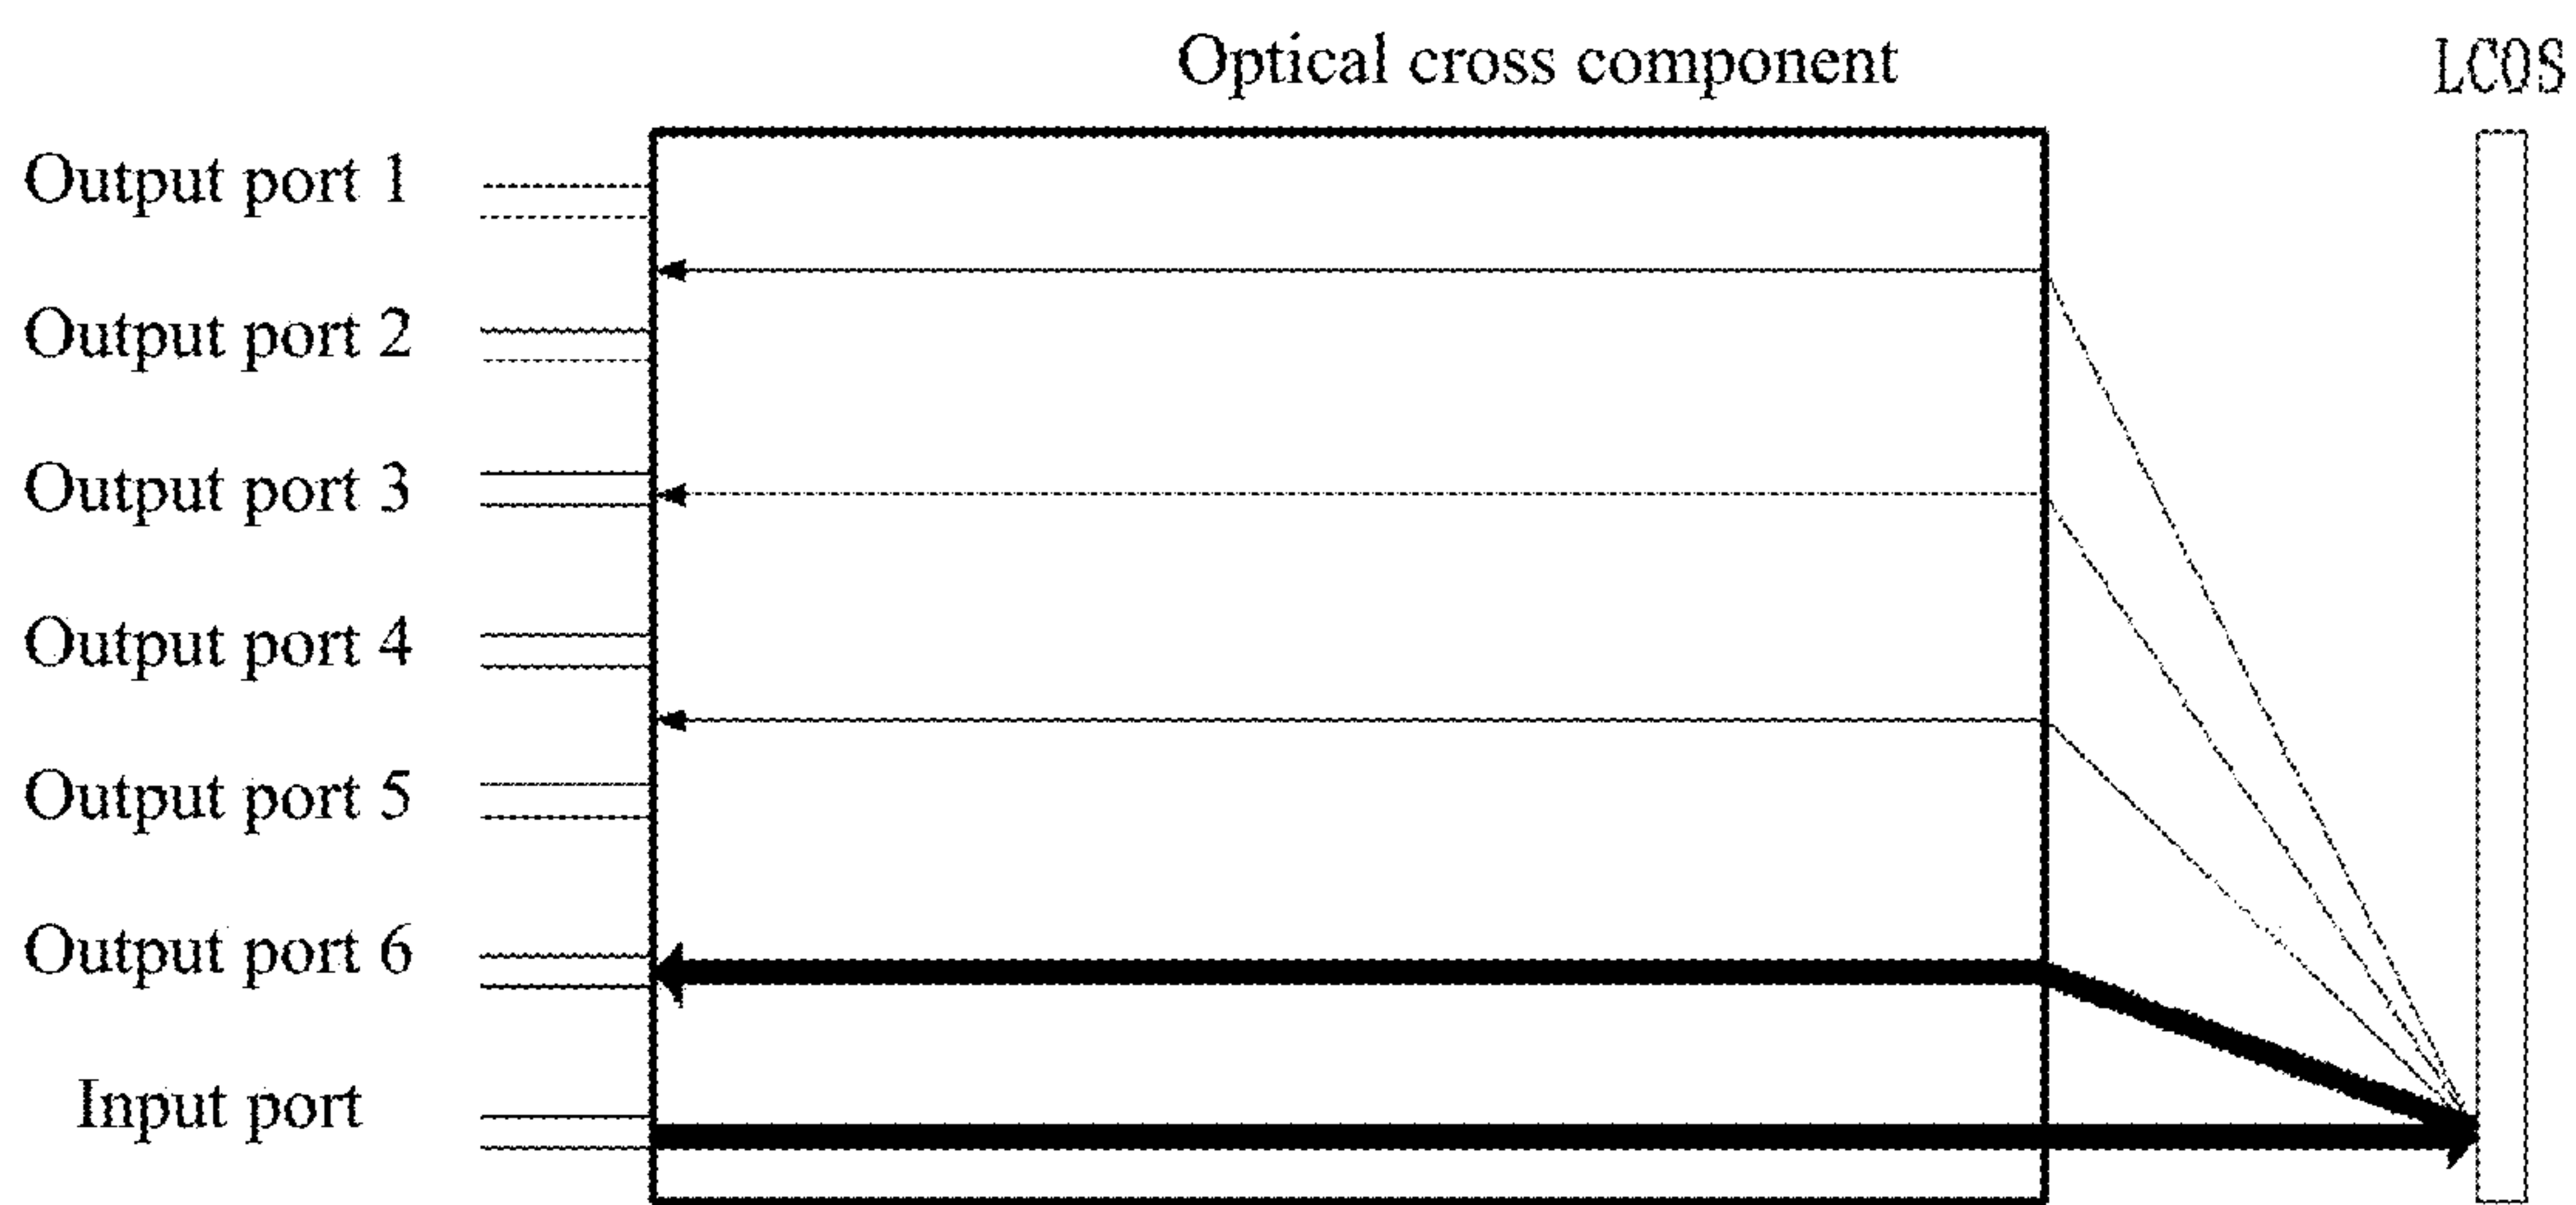 Optical cross component
LCOS
Output port 1
Output port 2
Output port 3
Output port 4
Output port 5
Output port 6
Input port